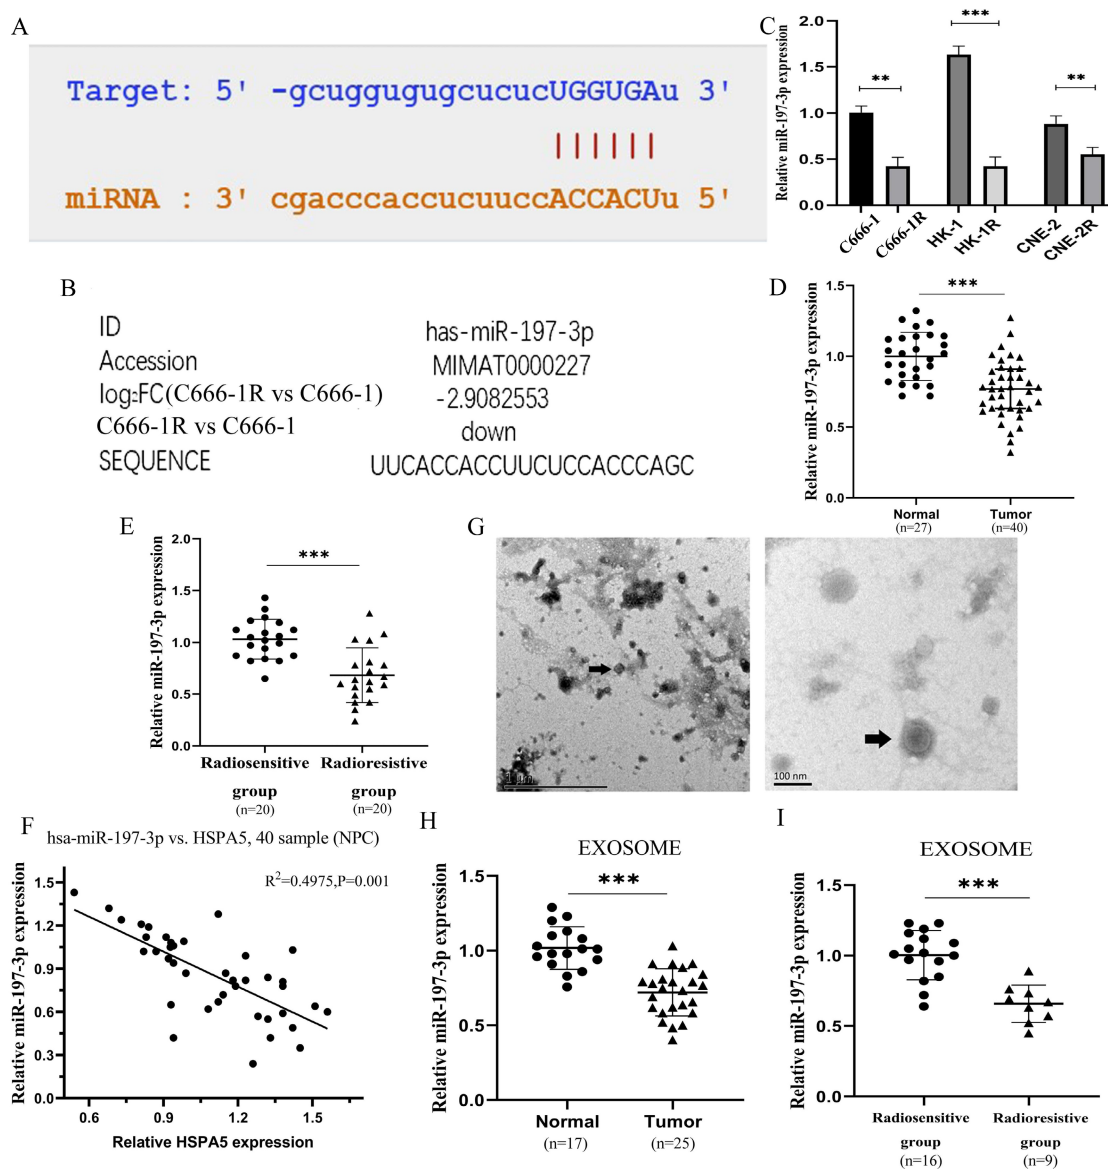 A
Target: 5' -gcuggugugcucucUGGUGAu 3'
miRNA : 3' cgacccaccucuuccACCACUu 5'
B
ID has-miR-197-3p
Accession MIMAT0000227
log₂FC(C666-1R vs C666-1) -2.9082553
C666-1R vs C666-1 down
SEQUENCE UUCACCACCUUCUCCACCCAGC
C
Relative miR-197-3p expression
2.0
1.5
1.0
0.5
0.0
**
***
**
C666-1
C666-1R
HK-1
HK-1R
CNE-2
CNE-2R
D
Relative miR-197-3p expression
1.5
1.0
0.5
0.0
***
Normal
(n=27)
Tumor
(n=40)
E
Relative miR-197-3p expression
2.0
1.5
1.0
0.5
0.0
***
Radiosensitive
group
(n=20)
Radioresistive
group
(n=20)
G
100 nm
F
hsa-miR-197-3p vs. HSPA5, 40 sample (NPC)
R²=0.4975,P=0.001
Relative miR-197-3p expression
1.5
1.2
0.9
0.6
0.3
0.0
0.6 0.9 1.2 1.5
Relative HSPA5 expression
H
EXOSOME
***
Relative miR-197-3p expression
1.5
1.0
0.5
0.0
Normal
(n=17)
Tumor
(n=25)
I
EXOSOME
***
Relative miR-197-3p expression
1.5
1.0
0.5
0.0
Radiosensitive
group
(n=16)
Radioresistive
group
(n=9)